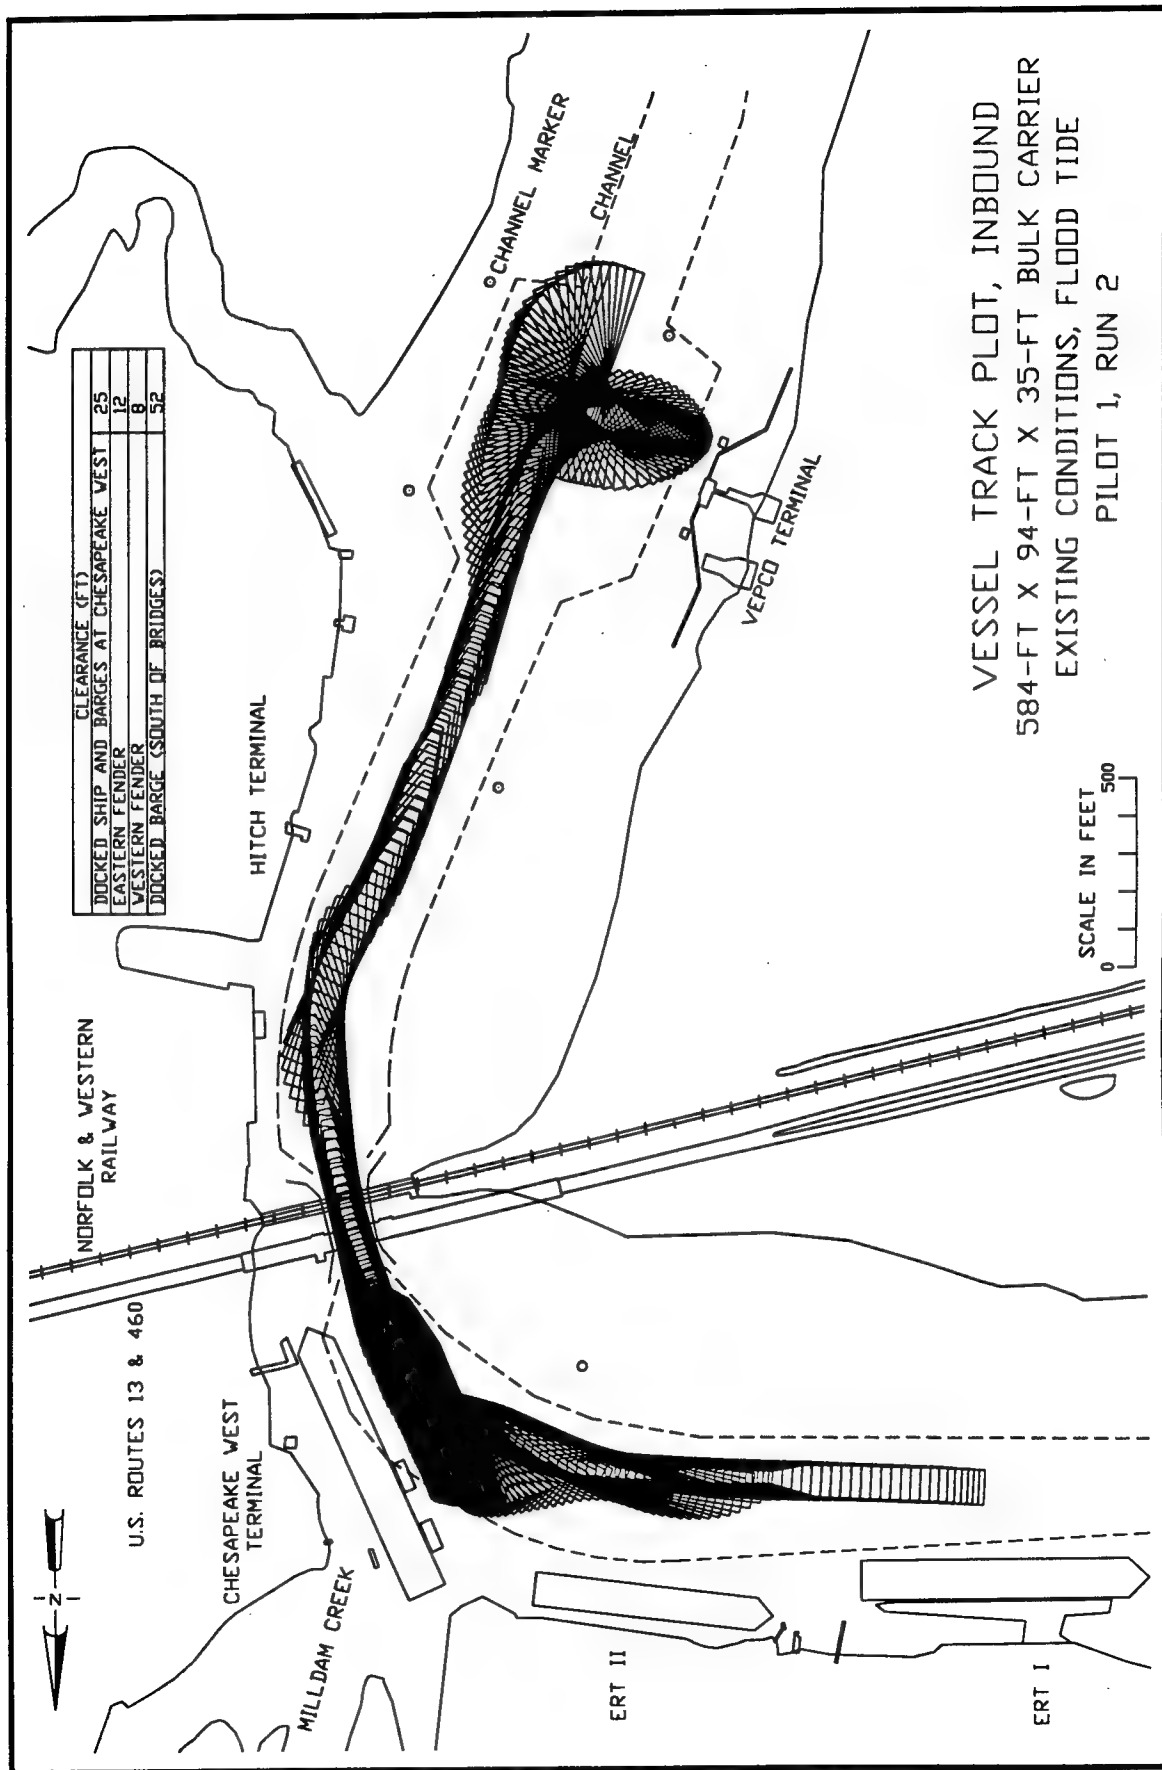 CLEARANCE (FT)
DOCKED SHIP AND BARGES AT CHESAPEAKE WEST 25
EASTERN FENDER 12
WESTERN FENDER 8
DOCKED BARGE (SOUTH OF BRIDGES) 52
N
U.S. ROUTES 13 & 460
NORFOLK & WESTERN
RAILWAY
HITCH TERMINAL
CHANNEL MARKER
CHANNEL
CHESAPEAKE WEST
TERMINAL
MILLDAM CREEK
VEPCO TERMINAL
ERT II
ERT I
SCALE IN FEET
0 500
VESSEL TRACK PLOT, INBOUND
584-FT X 94-FT X 35-FT BULK CARRIER
EXISTING CONDITIONS, FLOOD TIDE
PILOT 1, RUN 2